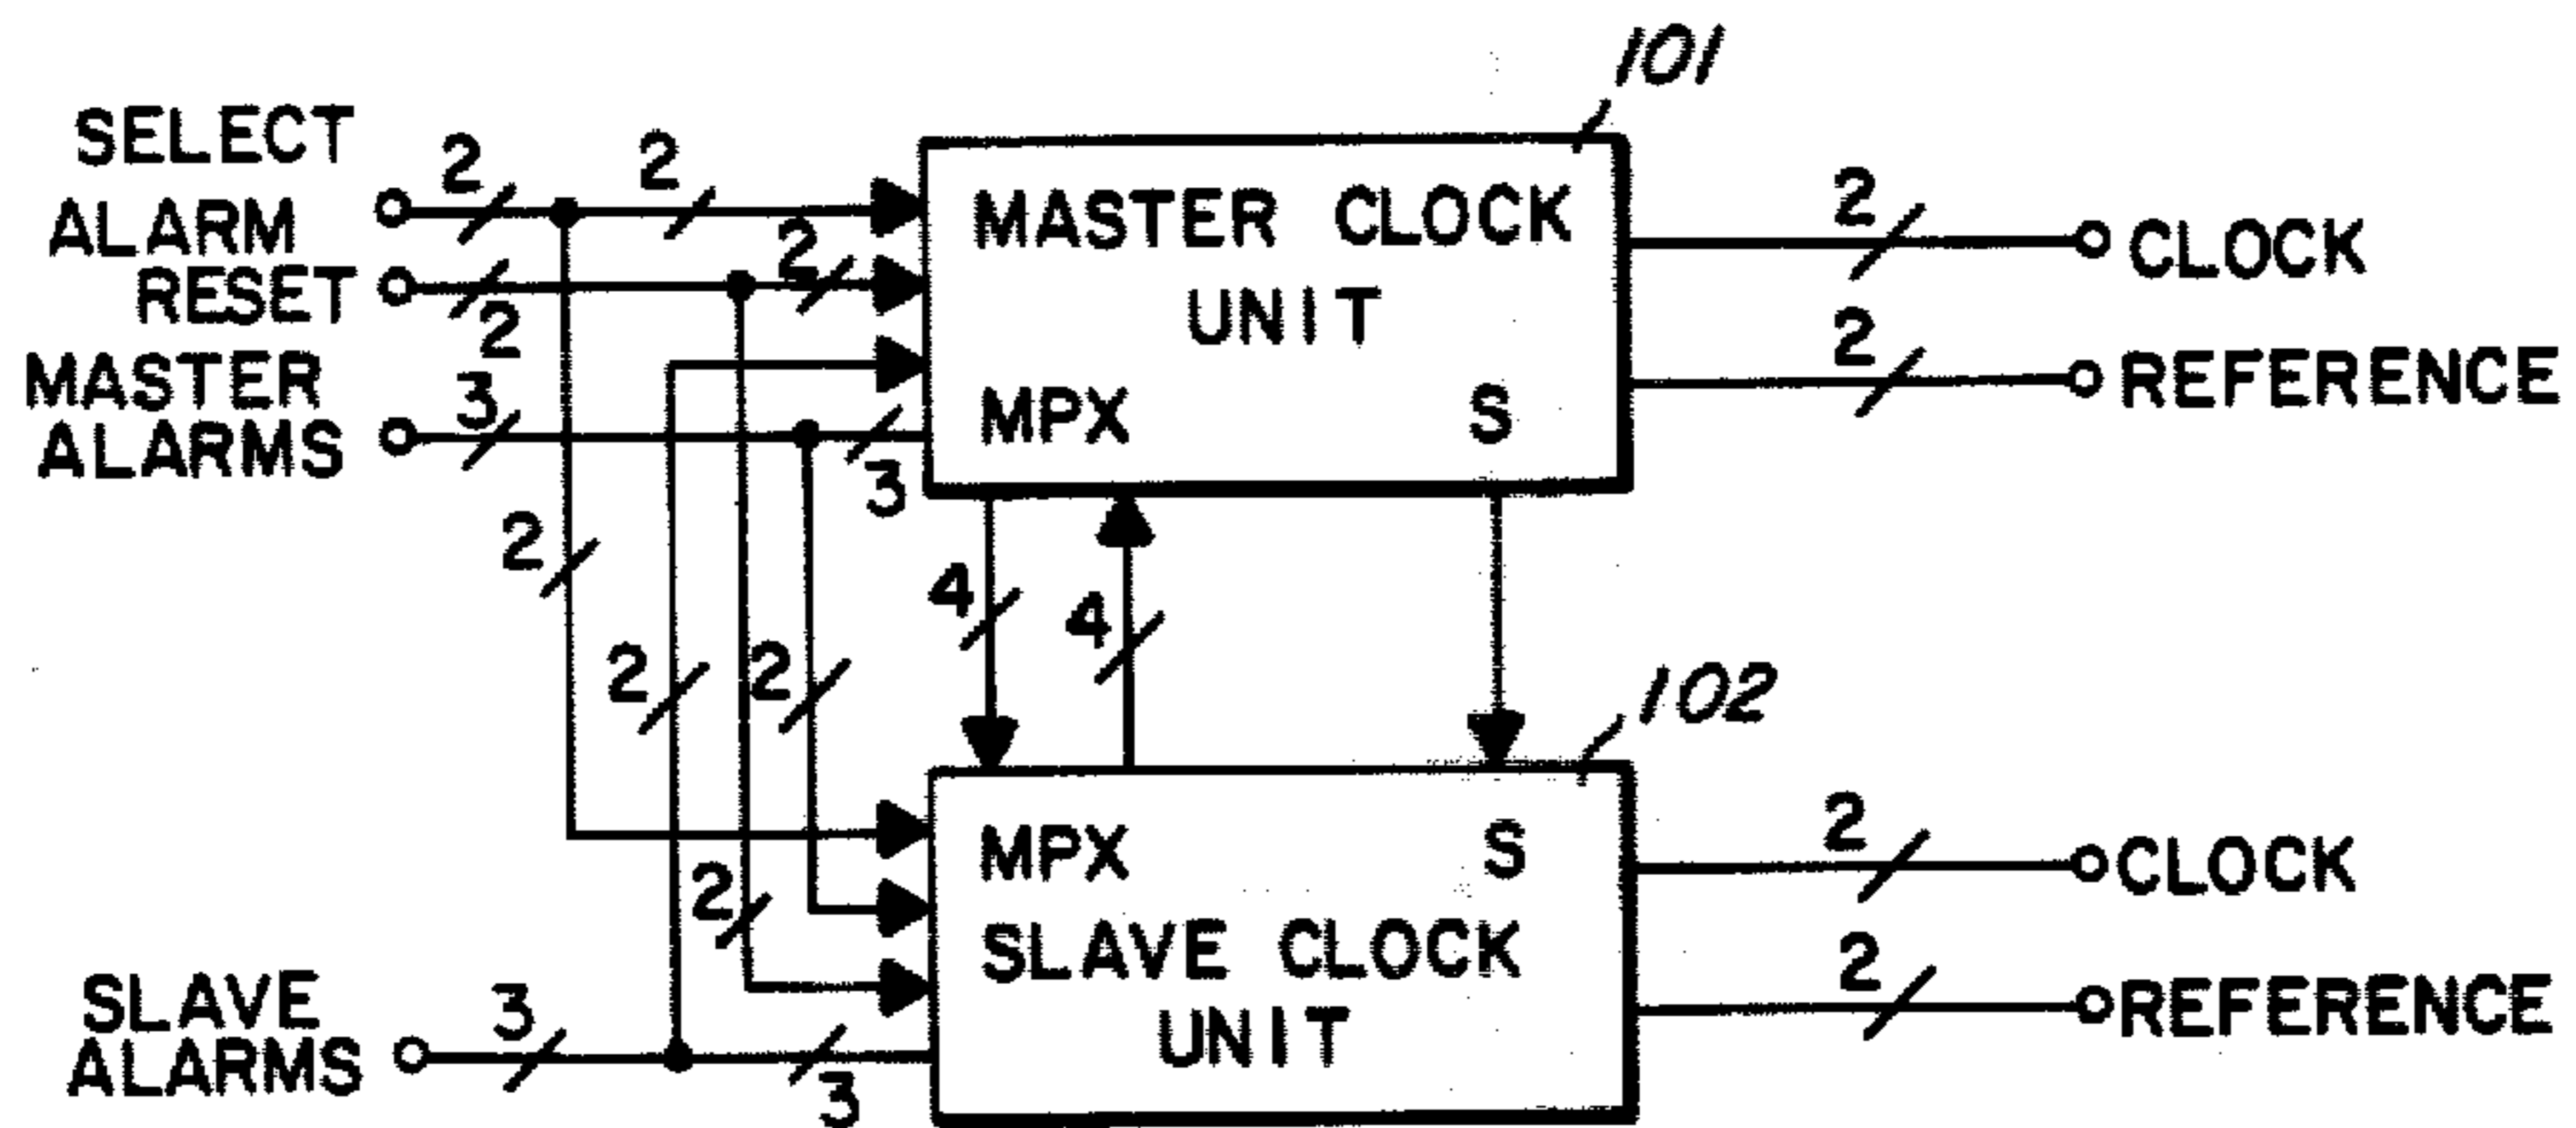 101
SELECT
2 2
ALARM
MASTER CLOCK
2
CLOCK
2
RESET
UNIT
2
2
REFERENCE
MASTER
ALARMS
3
MPX S
3
2
4 4
2 2
102
MPX S
2
CLOCK
2
SLAVE CLOCK
2
REFERENCE
SLAVE
ALARMS
3
UNIT
3